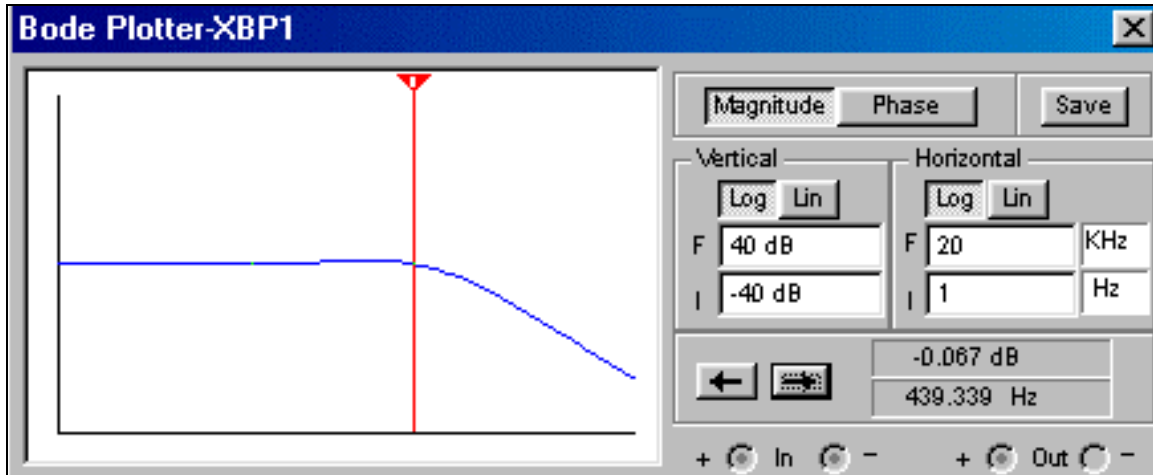 Bode Plotter-XBP1
Magnitude Phase Save
Vertical Horizontal
Log Lin Log Lin
F 40 dB F 20 KHz
I -40 dB I 1 Hz
-0.067 dB
439.339 Hz
+ In - + Out -